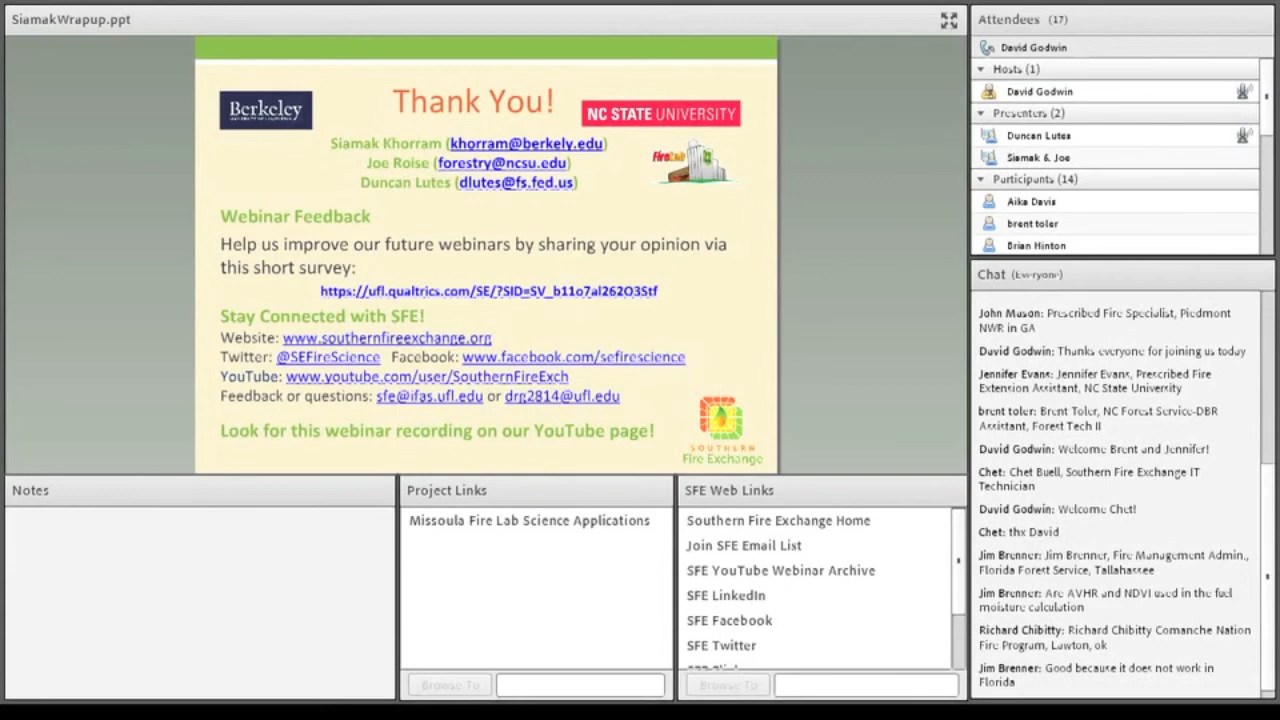 SiamakWrapup.ppt
Berkeley
UNIVERSITY OF CALIFORNIA
Thank You!
NC STATE UNIVERSITY
Siamak Khorram (khorram@berkely.edu)
Joe Roise (forestry@ncsu.edu)
Duncan Lutes (dlutes@fs.fed.us)
FireLab
Webinar Feedback
Help us improve our future webinars by sharing your opinion via
this short survey:
https://ufl.qualtrics.com/SE/?SID=SV_b11o7al262O3Stf
Stay Connected with SFE!
Website: www.southernfireexchange.org
Twitter: @SEFireScience Facebook: www.facebook.com/sefirescience
YouTube: www.youtube.com/user/SouthernFireExch
Feedback or questions: sfe@ifas.ufl.edu or drg2814@ufl.edu
Look for this webinar recording on our YouTube page!
SOUTHERN
Fire Exchange
Notes
Project Links
Missoula Fire Lab Science Applications
Browse To
SFE Web Links
Southern Fire Exchange Home
Join SFE Email List
SFE YouTube Webinar Archive
SFE LinkedIn
SFE Facebook
SFE Twitter
Browse To
Attendees (17)
David Godwin
Hosts (1)
David Godwin
Presenters (2)
Duncan Lutes
Siamak & Joe
Participants (14)
Aika Davis
brent toler
Brian Hinton
Chat (Everyone)
John Mason: Prescribed Fire Specialist, Piedmont
NWR in GA
David Godwin: Thanks everyone for joining us today
Jennifer Evans: Jennifer Evans, Prescribed Fire
Extension Assistant, NC State University
brent toler: Brent Toler, NC Forest Service-DBR
Assistant, Forest Tech II
David Godwin: Welcome Brent and Jennifer!
Chet: Chet Buell, Southern Fire Exchange IT
Technician
David Godwin: Welcome Chet!
Chet: thx David
Jim Brenner: Jim Brenner, Fire Management Admin.,
Florida Forest Service, Tallahassee
Jim Brenner: Are AVHR and NDVI used in the fuel
moisture calculation
Richard Chibitty: Richard Chibitty Comanche Nation
Fire Program, Lawton, ok
Jim Brenner: Good because it does not work in
Florida